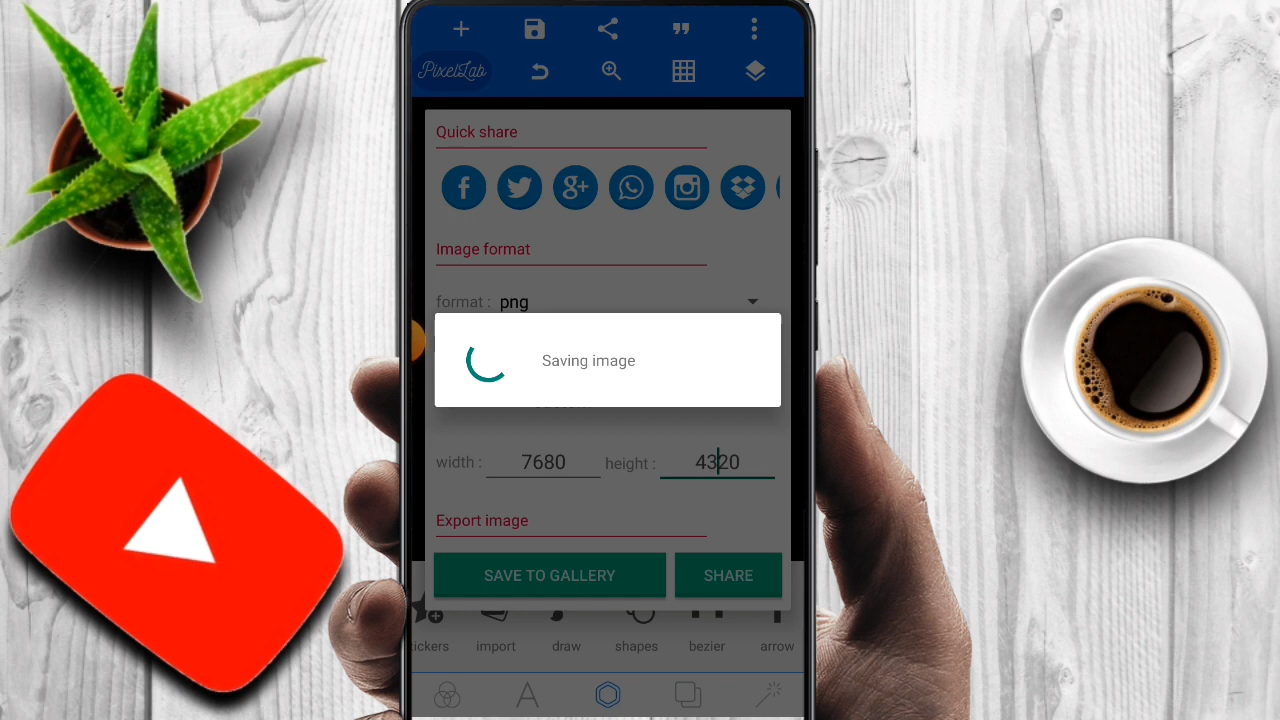 PixelLab
Quick share
Image format
format : png
Saving image
width : 7680 height : 4320
Export image
SAVE TO GALLERY SHARE
tickers import draw shapes bezier arrow